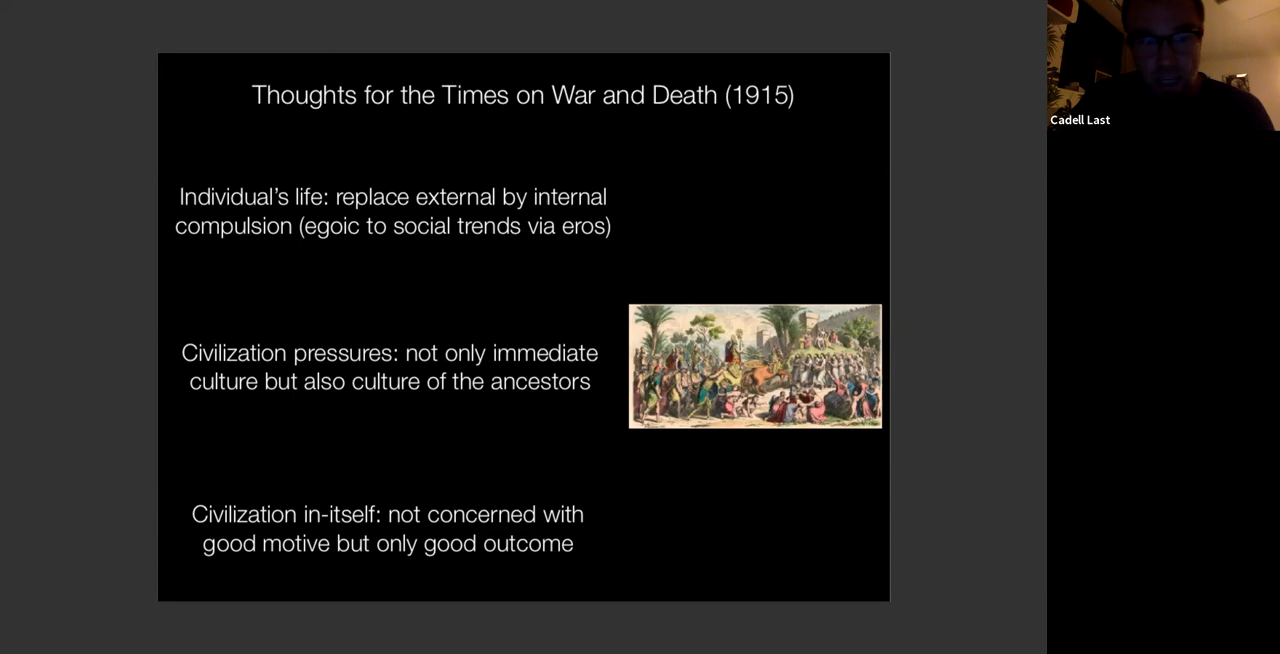 Thoughts for the Times on War and Death (1915)
Individual's life: replace external by internal
compulsion (egoic to social trends via eros)
Civilization pressures: not only immediate
culture but also culture of the ancestors
Civilization in-itself: not concerned with
good motive but only good outcome
Cadell Last